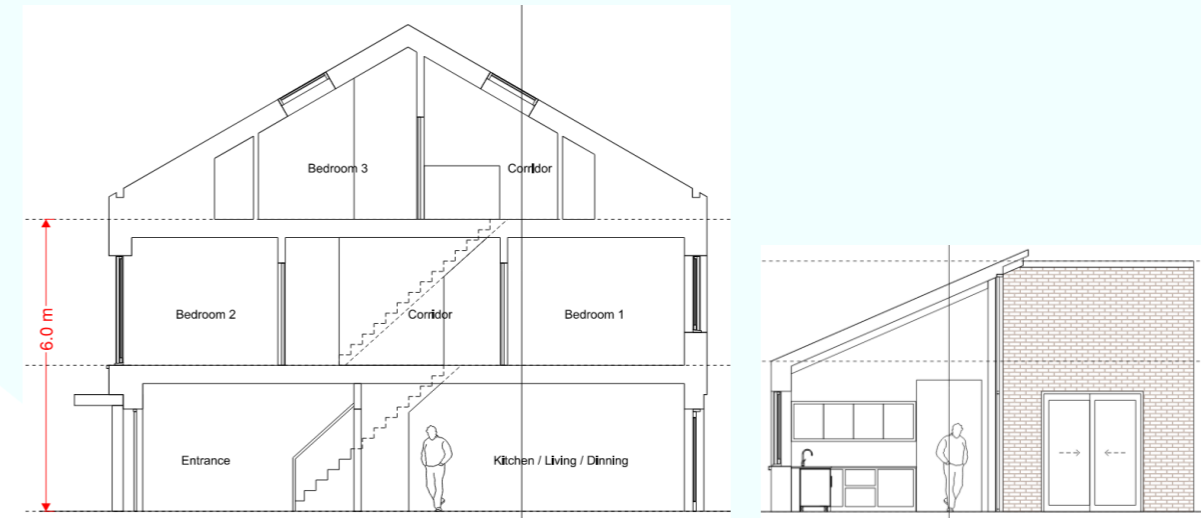 Bedroom 3
Corridor
6.0 m
Bedroom 2
Corridor
Bedroom 1
Entrance
Kitchen / Living / Dinning